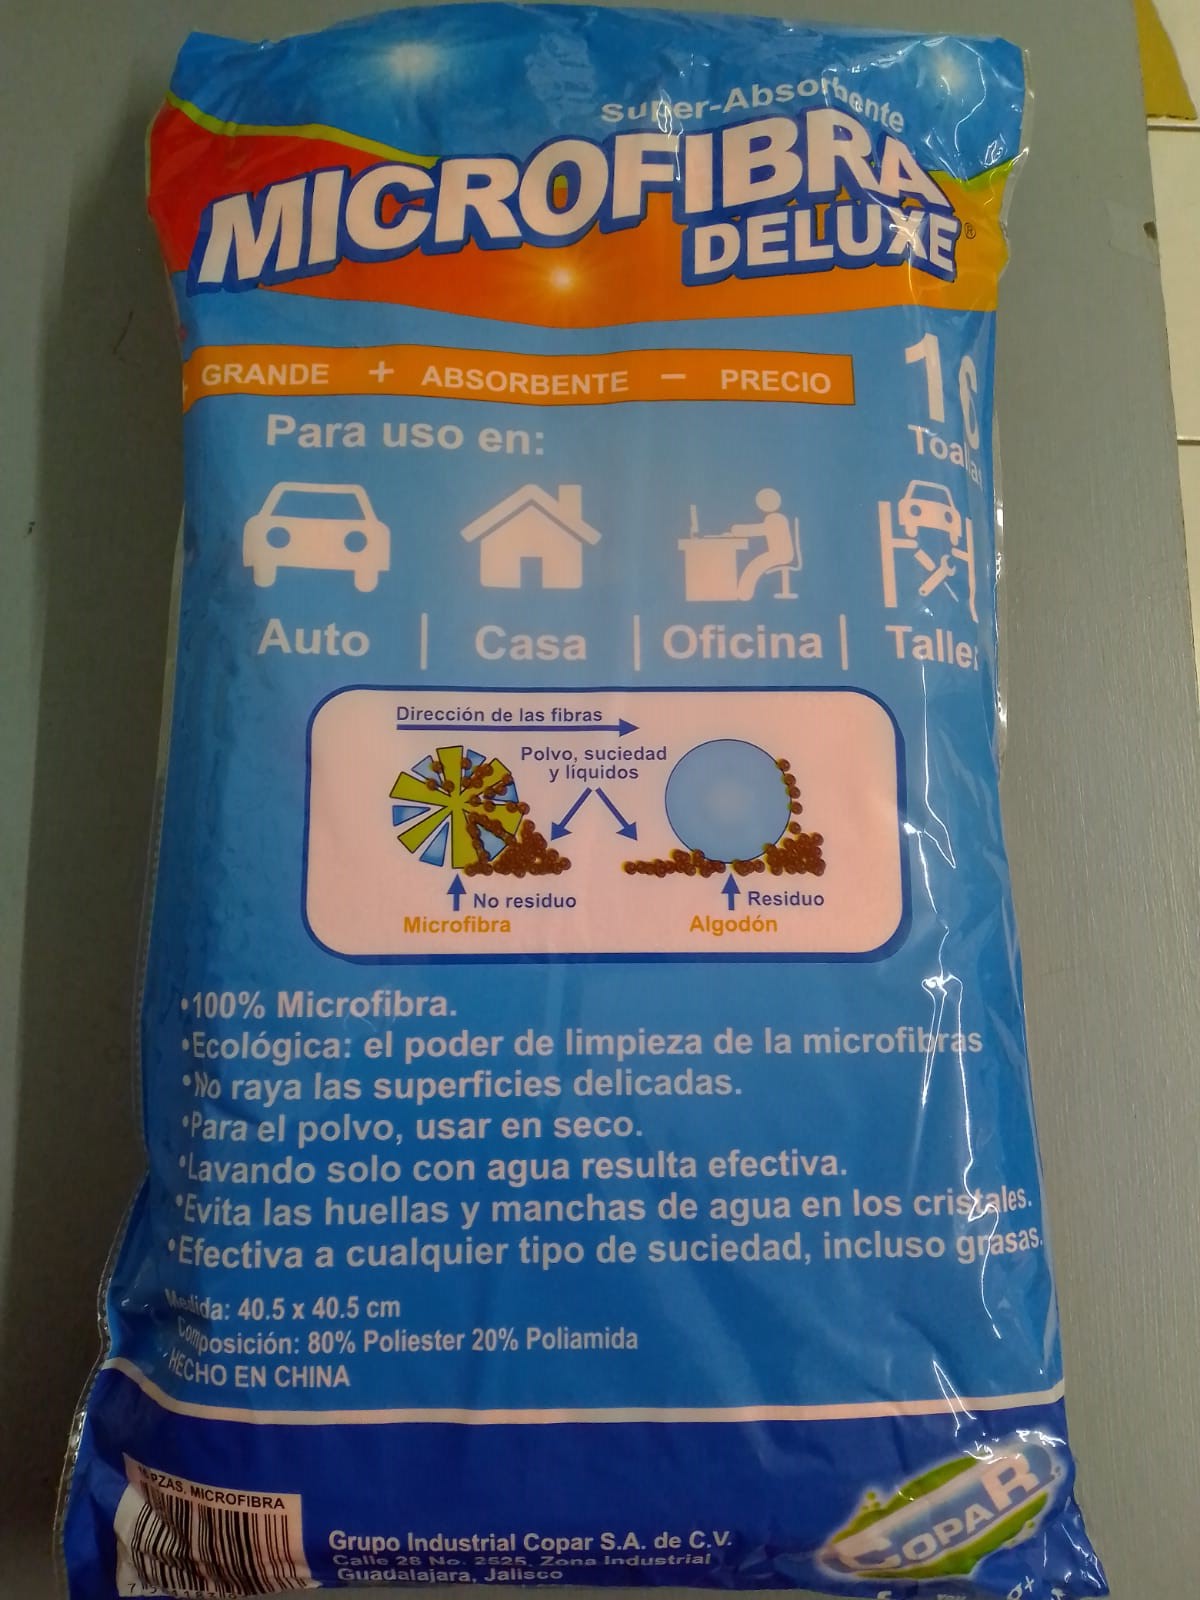 Super-Absorbente
MICROFIBRA
DELUXE®
+ GRANDE + ABSORBENTE - PRECIO
16
Toallas
Para uso en:
Auto | Casa | Oficina | Taller
Dirección de las fibras
Polvo, suciedad
y líquidos
No residuo
Residuo
Microfibra
Algodón
•100% Microfibra.
•Ecológica: el poder de limpieza de la microfibras
•No raya las superficies delicadas.
•Para el polvo, usar en seco.
•Lavando solo con agua resulta efectiva.
•Evita las huellas y manchas de agua en los cristales.
•Efectiva a cualquier tipo de suciedad, incluso grasas.
Medida: 40.5 x 40.5 cm
Composición: 80% Poliester 20% Poliamida
HECHO EN CHINA
16 PZAS. MICROFIBRA
COPAR
Grupo Industrial Copar S.A. de C.V.
Calle 28 No. 2525, Zona Industrial
Guadalajara, Jalisco